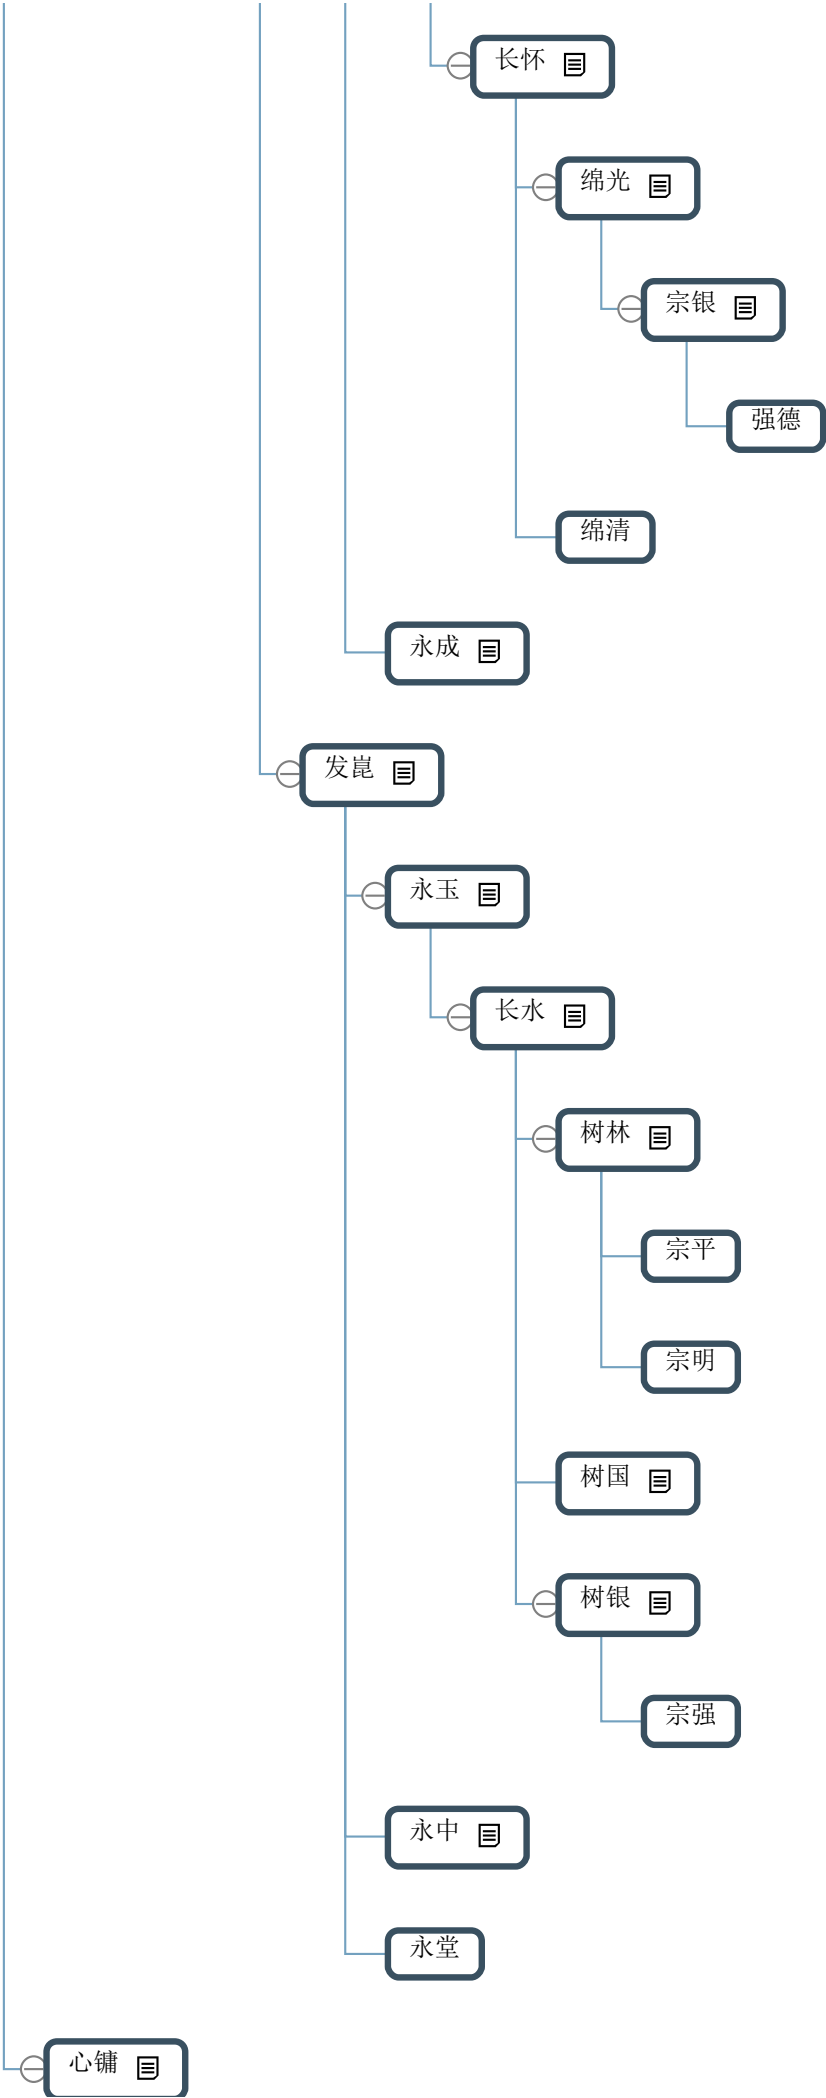 长怀
绵光
宗银
强德
绵清
永成
发崑
永玉
长水
树林
宗平
宗明
树国
树银
宗强
永中
永堂
心镛